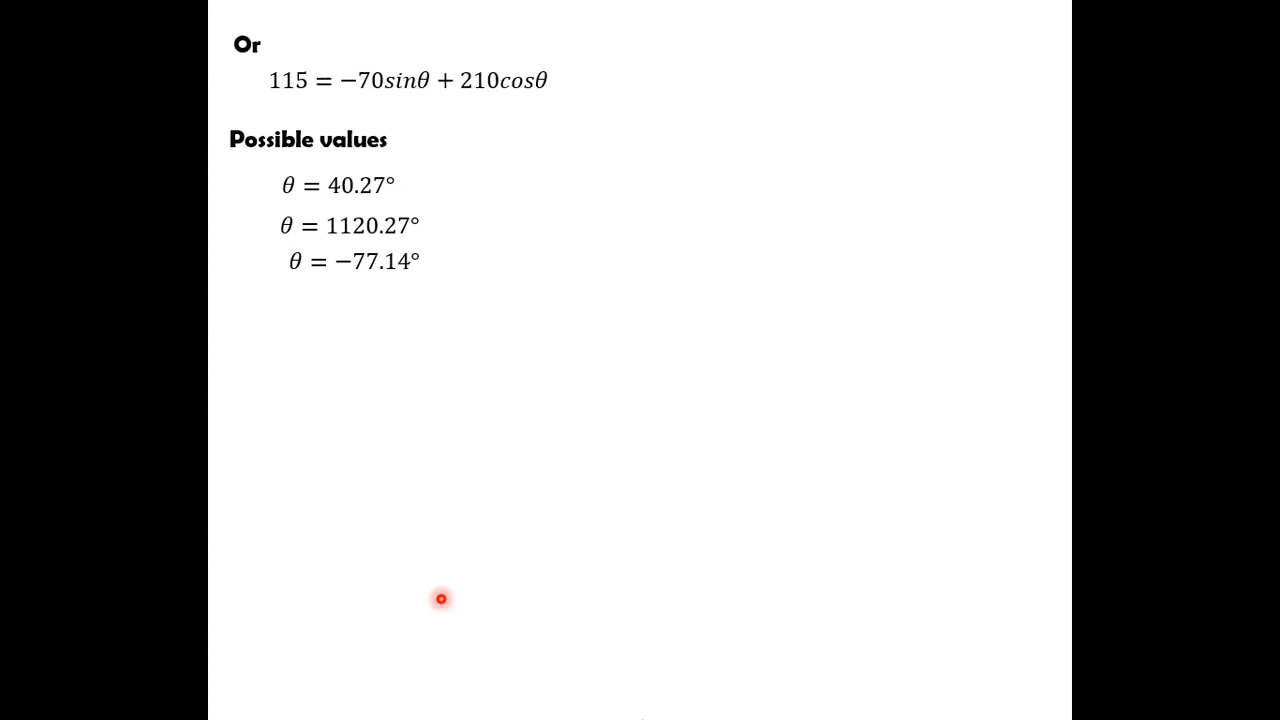 Or
115 = −70sinθ + 210cosθ
Possible values
θ = 40.27°
θ = 1120.27°
θ = −77.14°